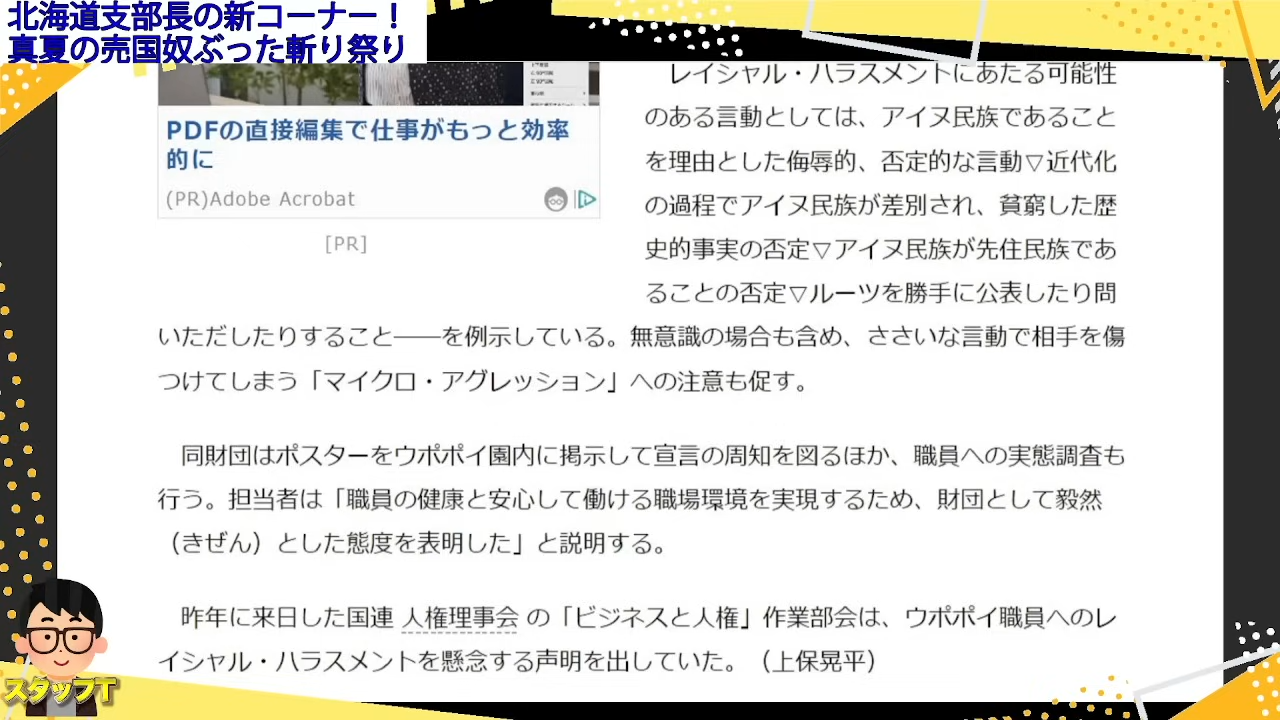 北海道支部長の新コーナー！
真夏の売国奴ぶった斬り祭り
PDFの直接編集で仕事がもっと効率
的に
(PR)Adobe Acrobat
[PR]
レイシャル・ハラスメントにあたる可能性
のある言動としては、アイヌ民族であること
を理由とした侮辱的、否定的な言動▽近代化
の過程でアイヌ民族が差別され、貧窮した歴
史的事実の否定▽アイヌ民族が先住民族であ
ることの否定▽ルーツを勝手に公表したり問
いただしたりすること――を例示している。無意識の場合も含め、ささいな言動で相手を傷
つけてしまう「マイクロ・アグレッション」への注意も促す。
同財団はポスターをウポポイ園内に掲示して宣言の周知を図るほか、職員への実態調査も
行う。担当者は「職員の健康と安心して働ける職場環境を実現するため、財団として毅然
（きぜん）とした態度を表明した」と説明する。
昨年に来日した国連 人権理事会 の「ビジネスと人権」作業部会は、ウポポイ職員へのレ
イシャル・ハラスメントを懸念する声明を出していた。（上保晃平）
スタッフT